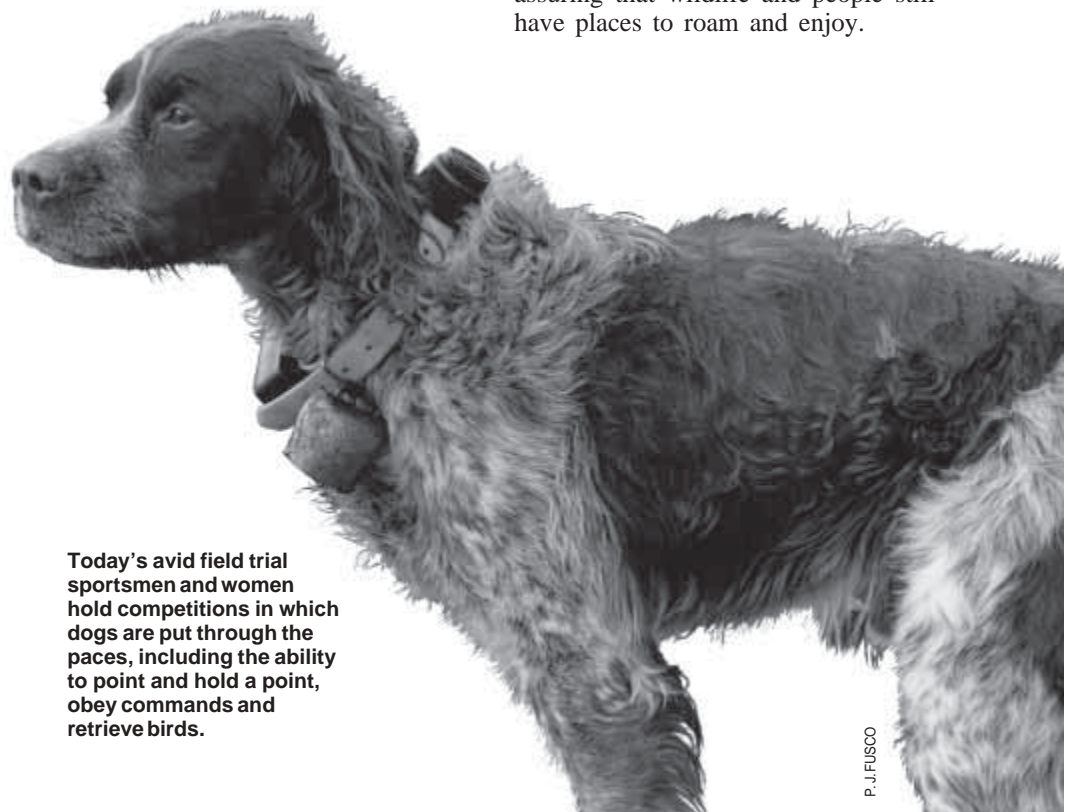 assuring that wildlife and people still
have places to roam and enjoy.
Today's avid field trial
sportsmen and women
hold competitions in which
dogs are put through the
paces, including the ability
to point and hold a point,
obey commands and
retrieve birds.
P. J. FUSCO